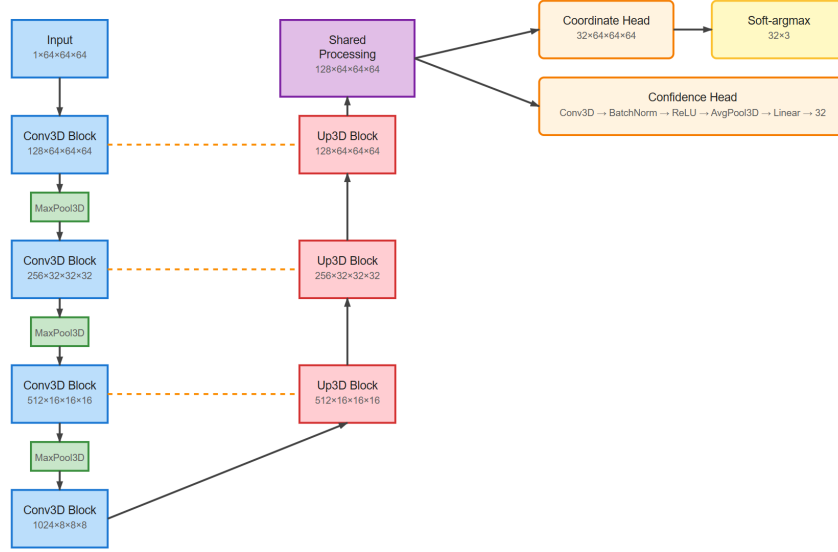 Input
1×64×64×64
Conv3D Block
128×64×64×64
MaxPool3D
Conv3D Block
256×32×32×32
MaxPool3D
Conv3D Block
512×16×16×16
MaxPool3D
Conv3D Block
1024×8×8×8
Shared
Processing
128×64×64×64
Up3D Block
128×64×64×64
Up3D Block
256×32×32×32
Up3D Block
512×16×16×16
Coordinate Head
32×64×64×64
Soft-argmax
32×3
Confidence Head
Conv3D → BatchNorm → ReLU → AvgPool3D → Linear → 32